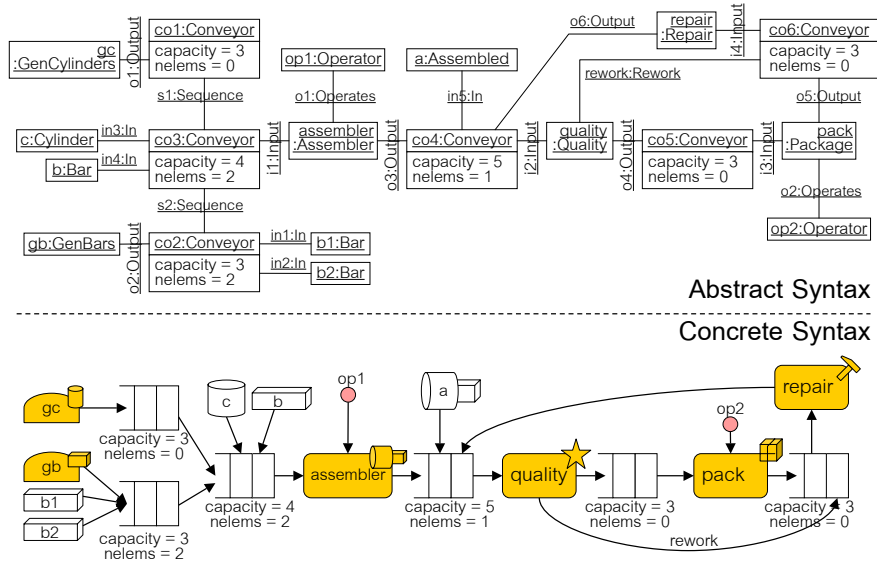 gc
:GenCylinders
o1:Output
co1:Conveyor
capacity = 3
nelems = 0
op1:Operator
a:Assembled
o6:Output
repair
:Repair
i4:Input
co6:Conveyor
capacity = 3
nelems = 0
s1:Sequence
o1:Operates
in5:In
rework:Rework
o5:Output
c:Cylinder
in3:In
b:Bar
in4:In
co3:Conveyor
capacity = 4
nelems = 2
i1:Input
assembler
:Assembler
o3:Output
co4:Conveyor
capacity = 5
nelems = 1
i2:Input
quality
:Quality
o4:Output
co5:Conveyor
capacity = 3
nelems = 0
i3:Input
pack
:Package
s2:Sequence
o2:Operates
gb:GenBars
o2:Output
co2:Conveyor
capacity = 3
nelems = 2
in1:In
b1:Bar
in2:In
b2:Bar
op2:Operator
Abstract Syntax
Concrete Syntax
gc
capacity = 3
nelems = 0
c
b
op1
a
op2
repair
gb
b1
b2
capacity = 3
nelems = 2
capacity = 4
nelems = 2
assembler
capacity = 5
nelems = 1
quality
capacity = 3
nelems = 0
pack
capacity = 3
nelems = 0
rework